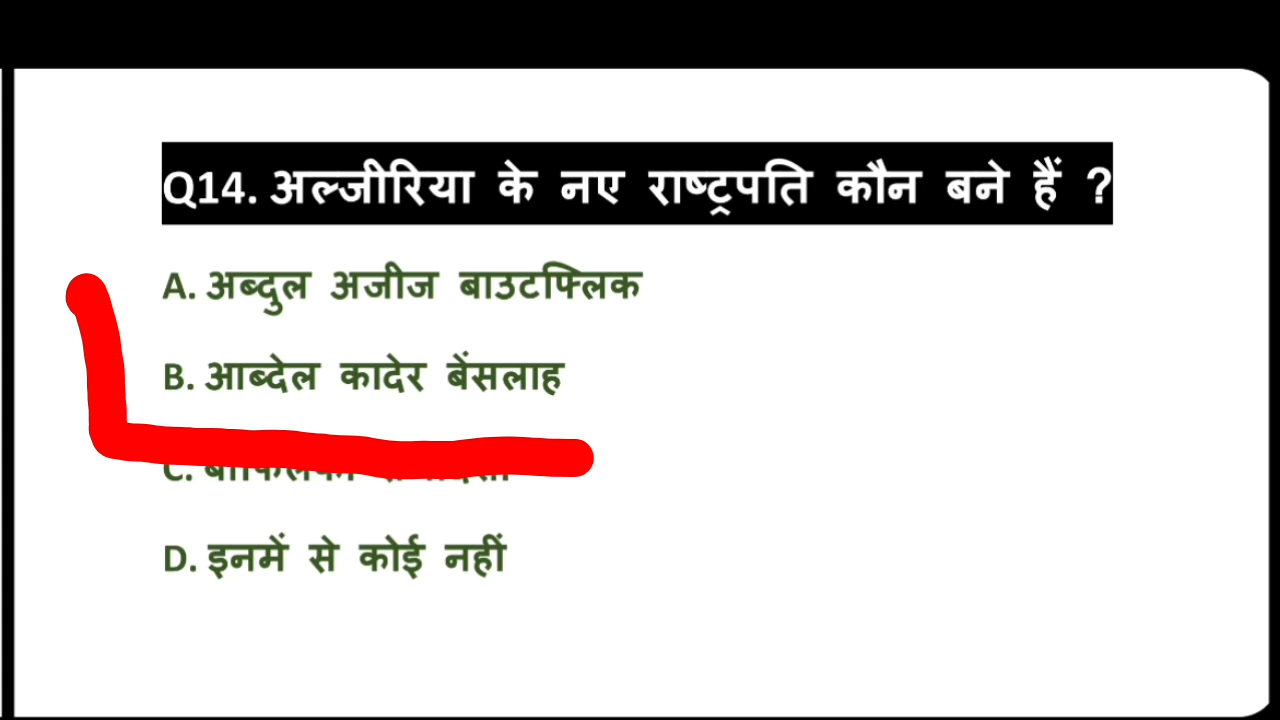 Q14. अल्जीरिया के नए राष्ट्रपति कौन बने हैं ?
A. अब्दुल अजीज बाउटफ्लिक
B. आब्देल कादेर बेंसलाह
C.
D. इनमें से कोई नहीं